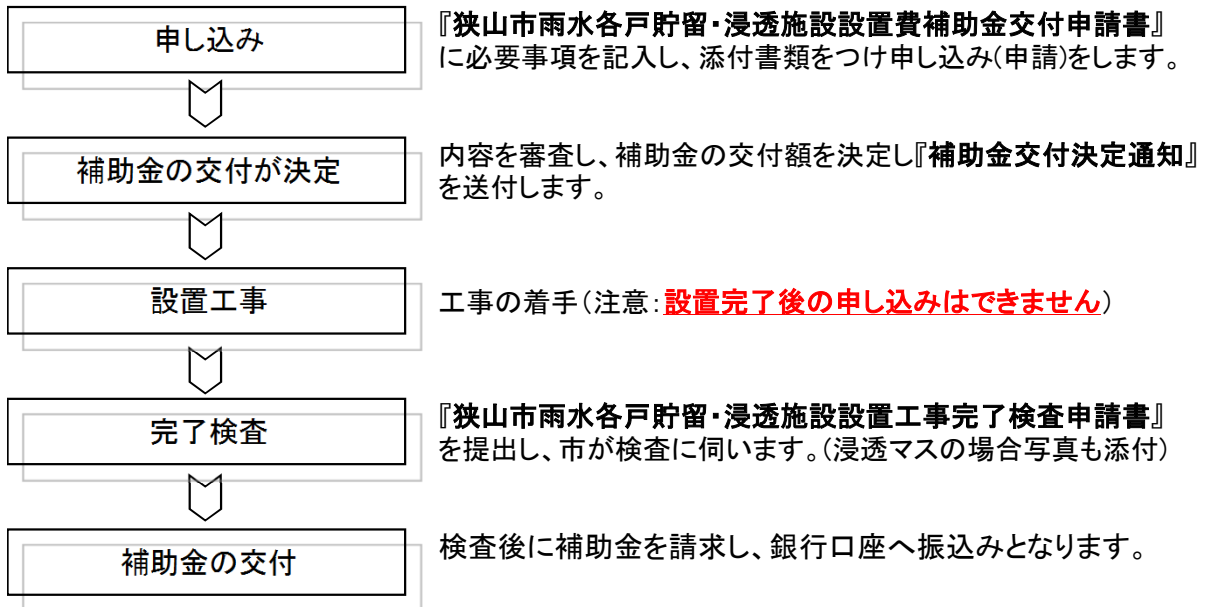 申し込み
『狭山市雨水各戸貯留・浸透施設設置費補助金交付申請書』
に必要事項を記入し、添付書類をつけ申し込み(申請)をします。
補助金の交付が決定
内容を審査し、補助金の交付額を決定し『補助金交付決定通知』
を送付します。
設置工事
工事の着手（注意：設置完了後の申し込みはできません）
完了検査
『狭山市雨水各戸貯留・浸透施設設置工事完了検査申請書』
を提出し、市が検査に伺います。(浸透マスの場合写真も添付)
補助金の交付
検査後に補助金を請求し、銀行口座へ振込みとなります。